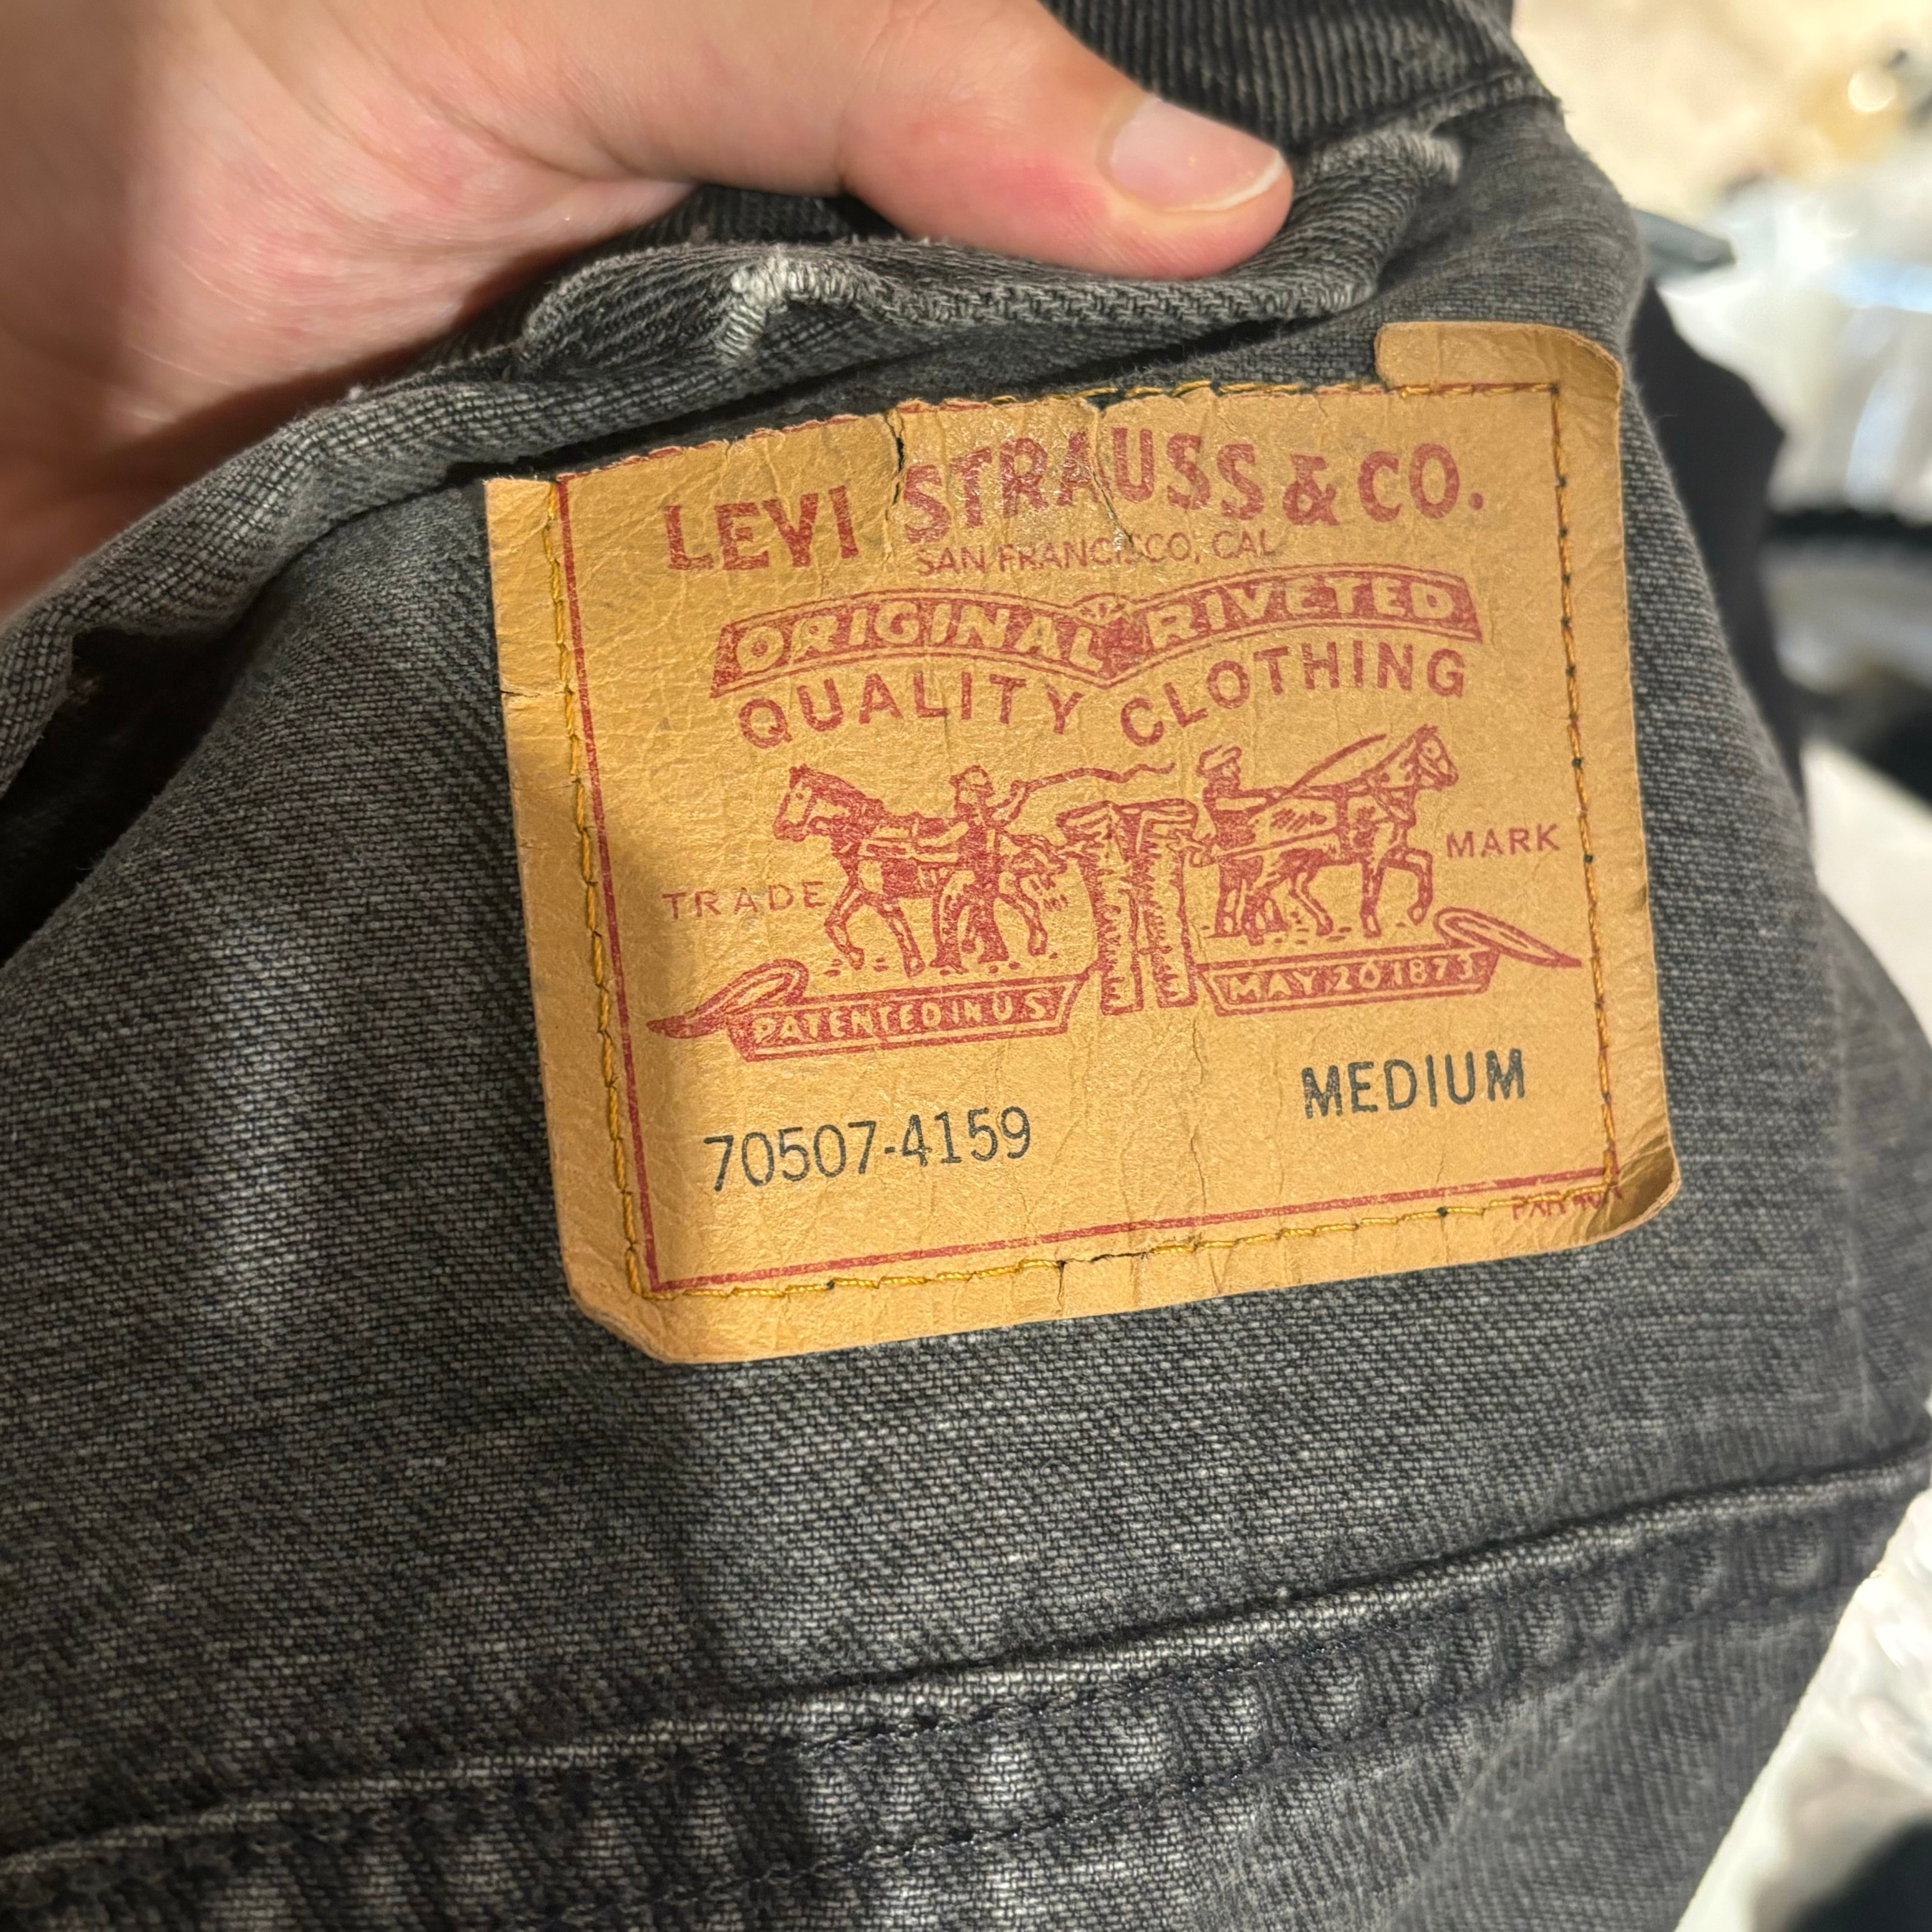 LEVI STRAUSS & CO.
SAN FRANCISCO, CAL
ORIGINAL RIVETED
QUALITY CLOTHING
TRADE MARK
PATENTED IN U S MAY 20 1873
70507-4159 MEDIUM